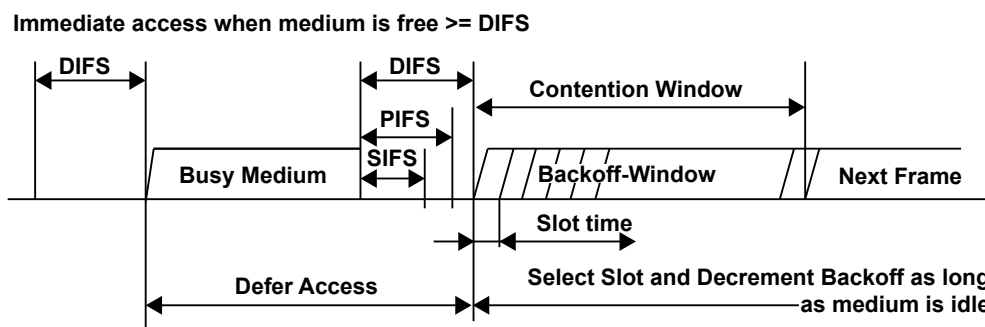 Immediate access when medium is free >= DIFS
DIFS
DIFS
Contention Window
PIFS
SIFS
Busy Medium
Backoff-Window
Next Frame
Slot time
Defer Access
Select Slot and Decrement Backoff as long
as medium is idle